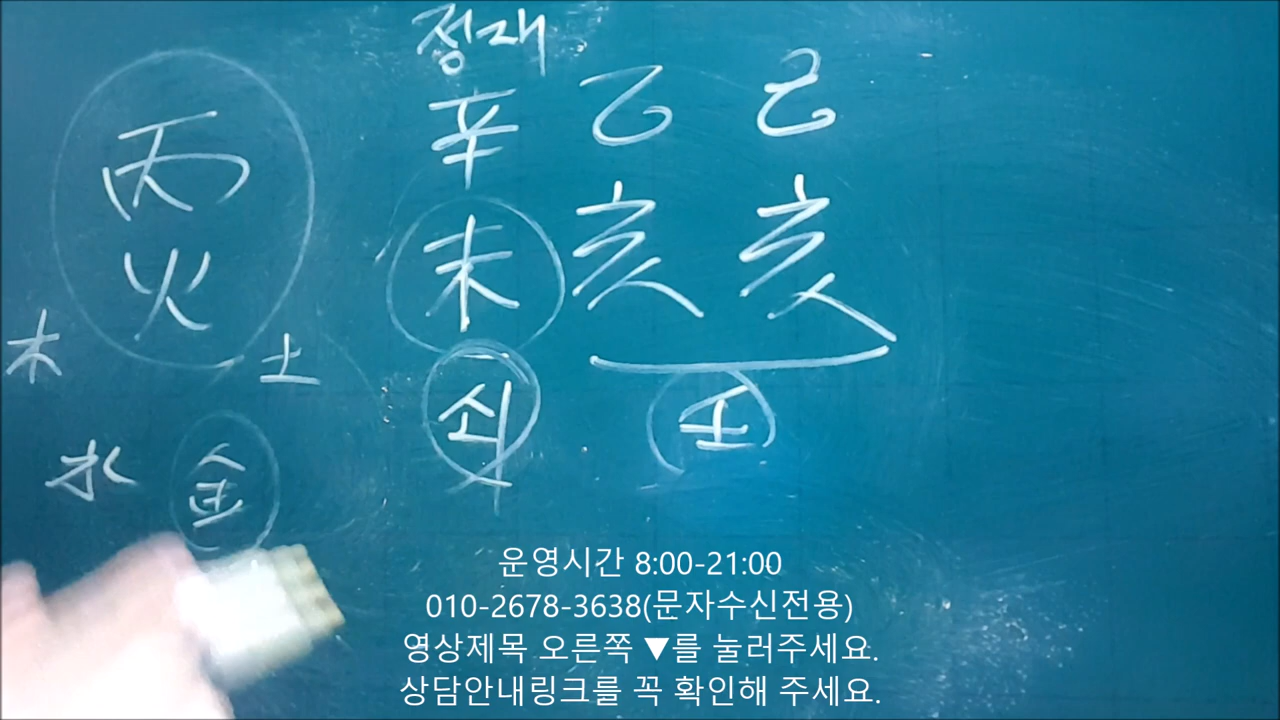 정재
辛 乙 己
丙 未 亥 亥
火
木 土
쇠 壬
水 金
운영시간 8:00-21:00
010-2678-3638(문자수신전용)
영상제목 오른쪽 ▼를 눌러주세요.
상담안내링크를 꼭 확인해 주세요.